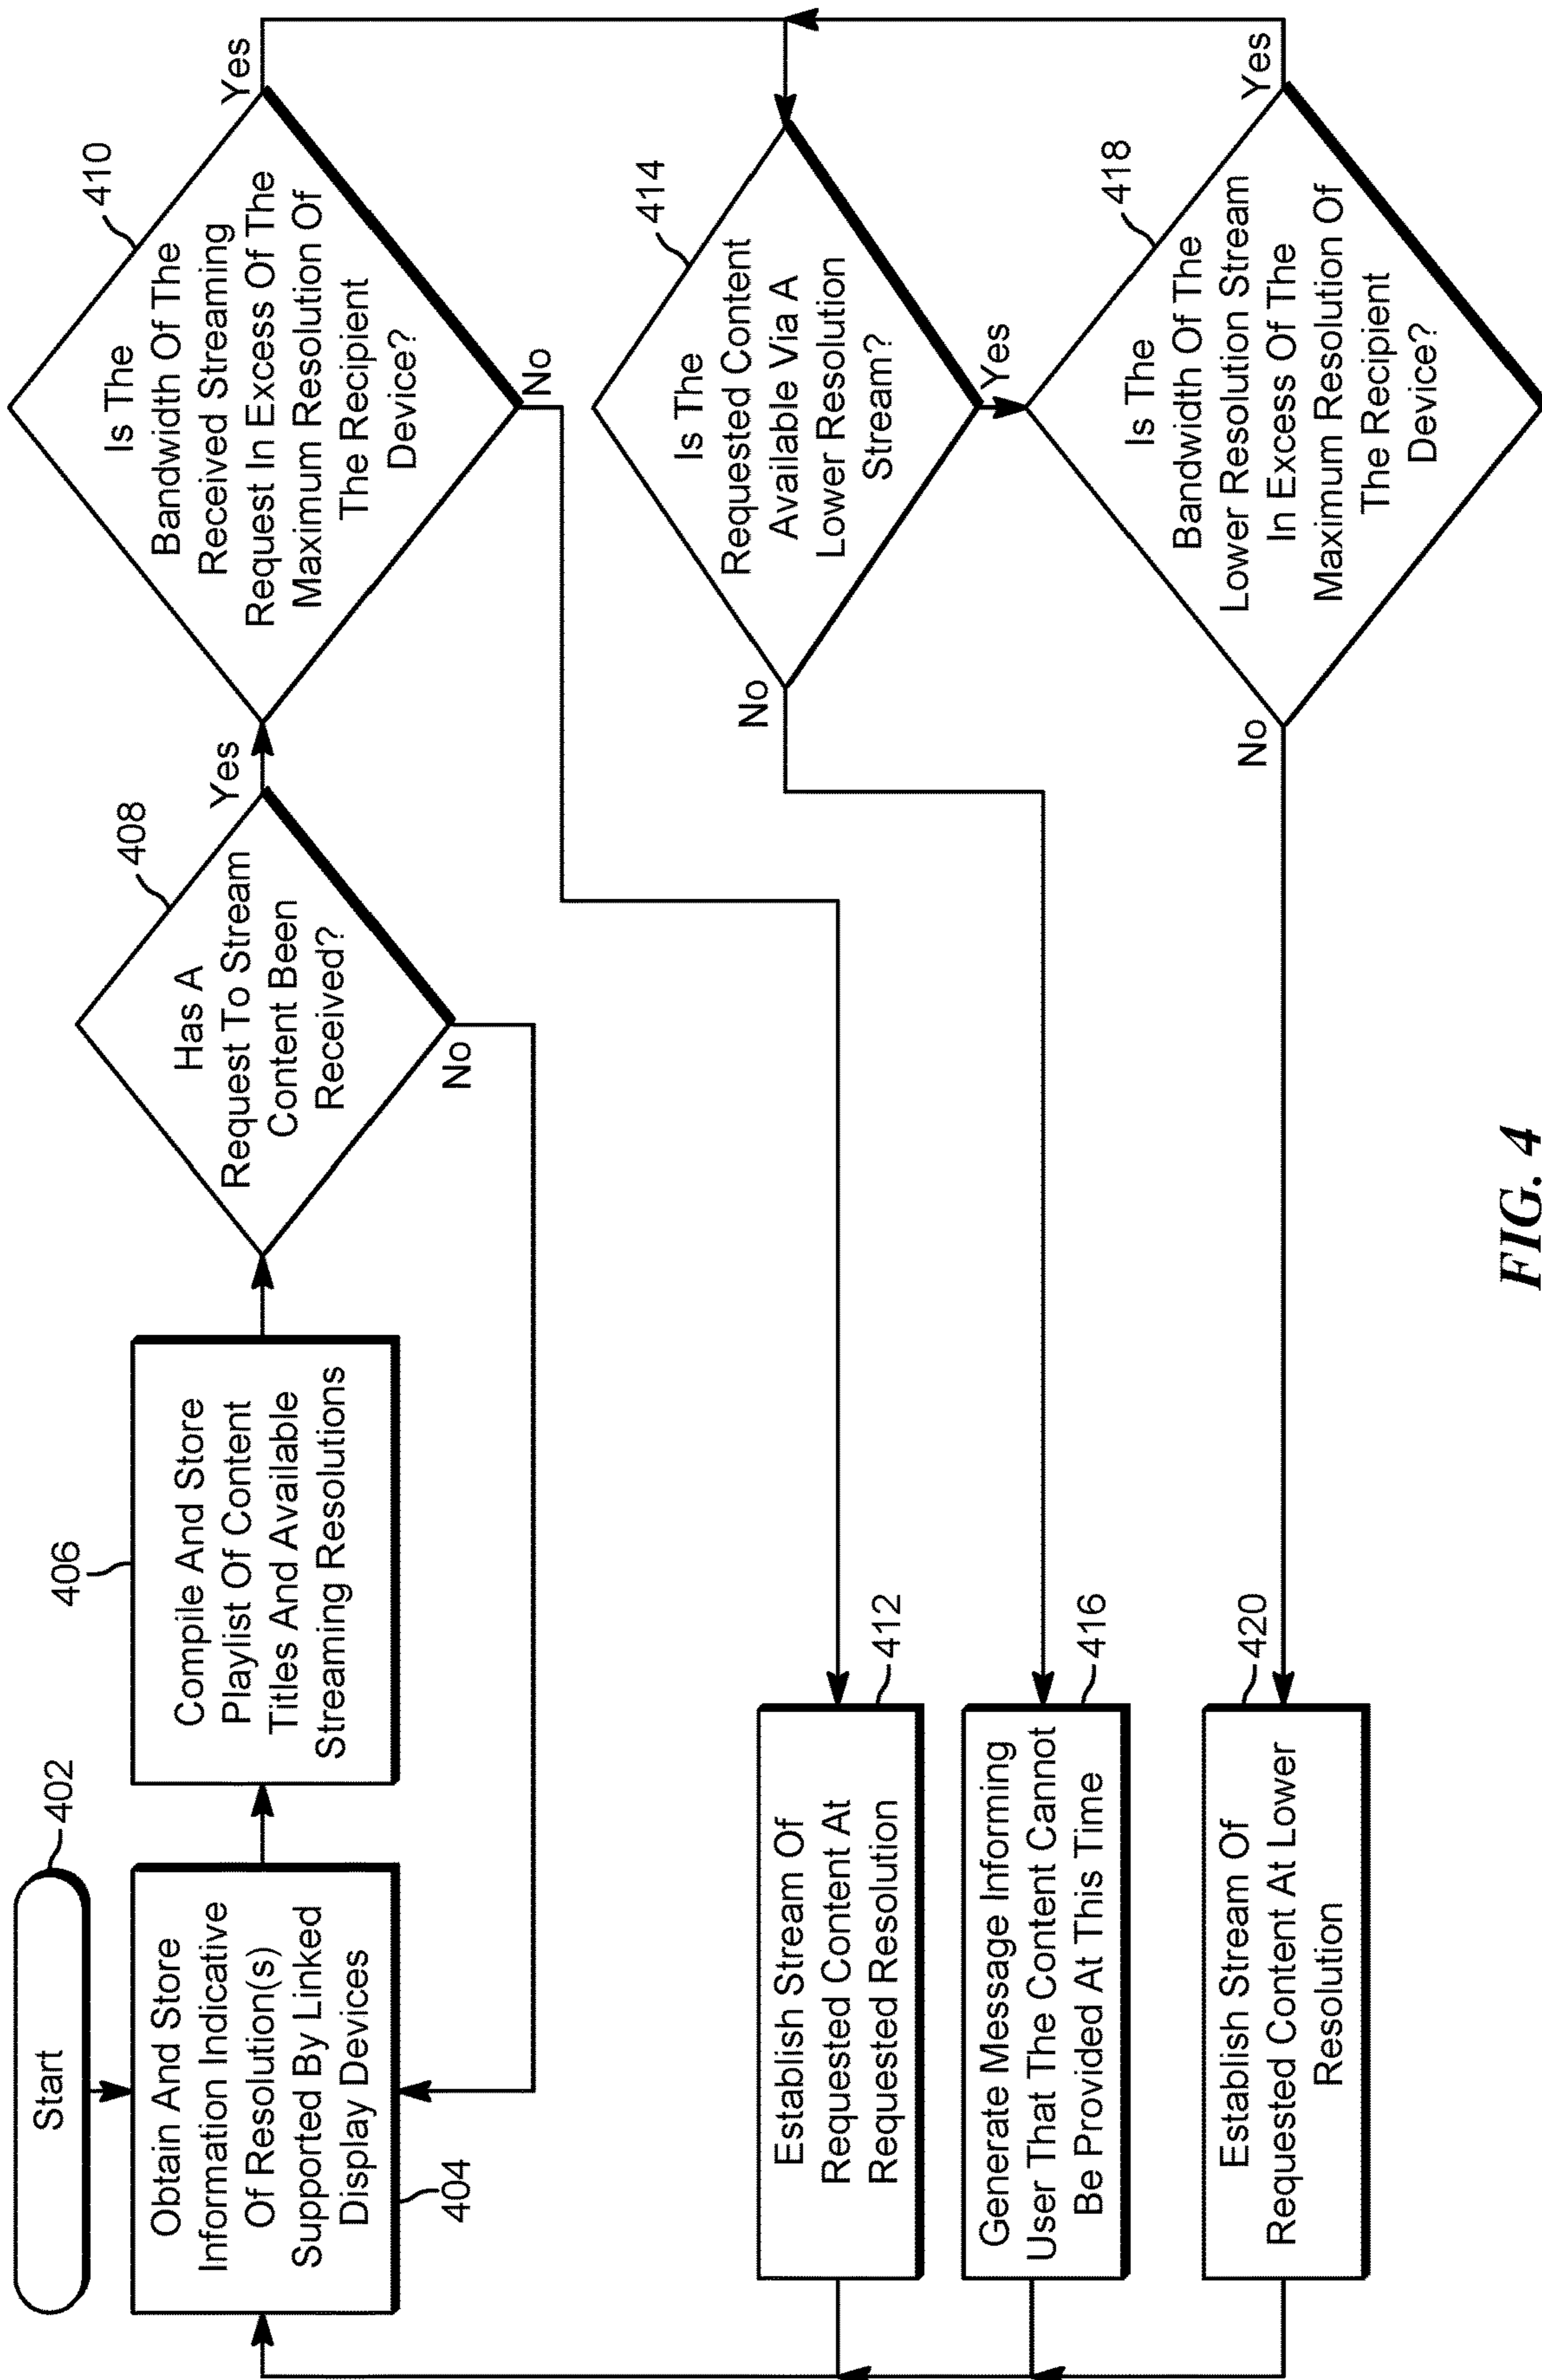 Start
402
Obtain And Store
Information Indicative
Of Resolution(s)
Supported By Linked
Display Devices
404
406
Compile And Store
Playlist Of Content
Titles And Available
Streaming Resolutions
408
Has A
Request To Stream
Content Been
Received?
Yes
No
410
Is The
Bandwidth Of The
Received Streaming
Request In Excess Of The
Maximum Resolution Of
The Recipient
Device?
Yes
No
Establish Stream Of
Requested Content At
Requested Resolution
412
414
Is The
Requested Content
Available Via A
Lower Resolution
Stream?
No
Yes
Generate Message Informing
User That The Content Cannot
Be Provided At This Time
416
418
Is The
Bandwidth Of The
Lower Resolution Stream
In Excess Of The
Maximum Resolution Of
The Recipient
Device?
Yes
No
420
Establish Stream Of
Requested Content At Lower
Resolution
FIG. 4